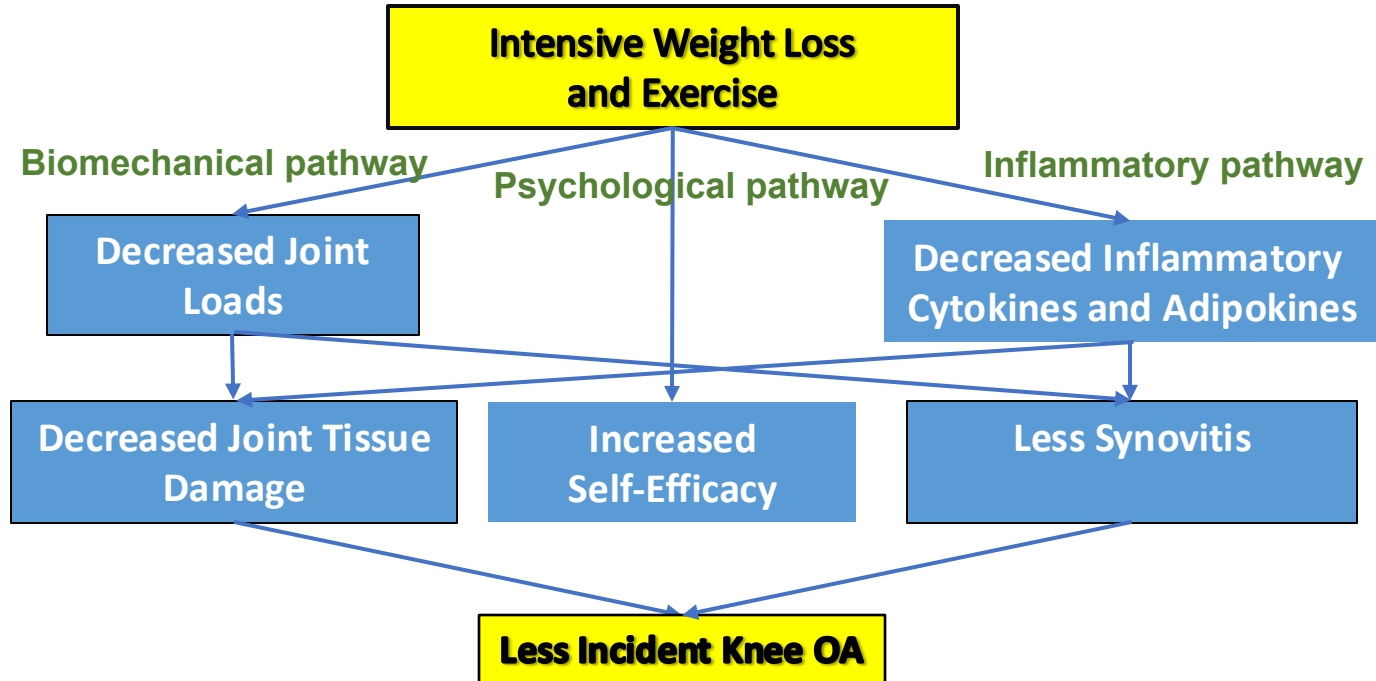 Intensive Weight Loss
and Exercise
Biomechanical pathway
Psychological pathway
Inflammatory pathway
Decreased Joint
Loads
Decreased Inflammatory
Cytokines and Adipokines
Decreased Joint Tissue
Damage
Increased
Self-Efficacy
Less Synovitis
Less Incident Knee OA